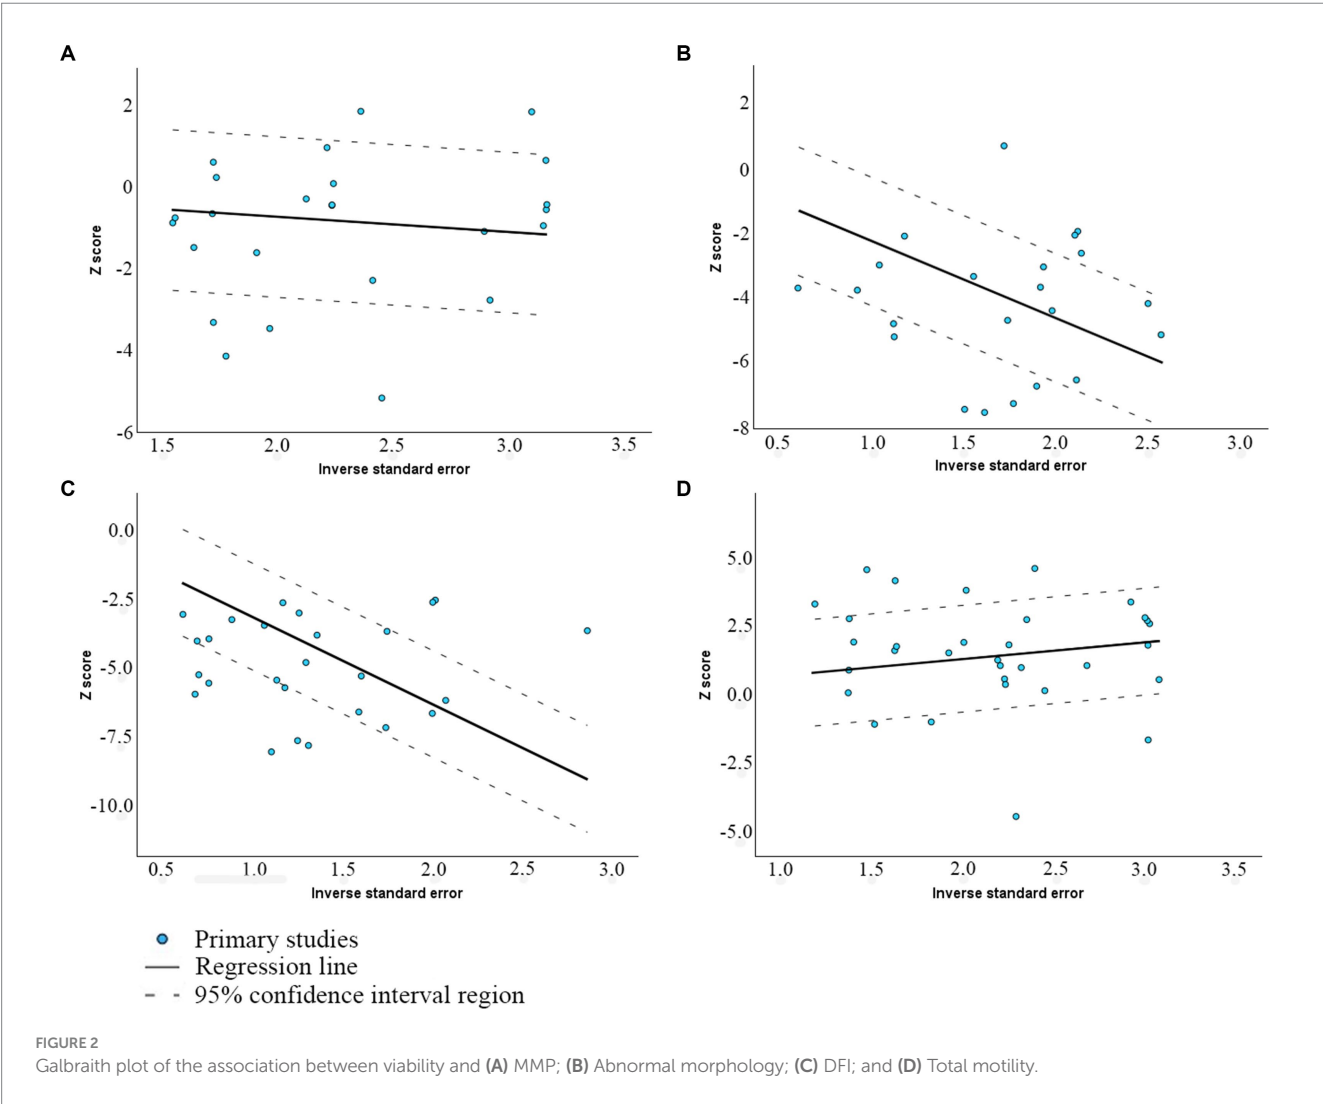 A
2
0
-2
-4
-6
Z score
1.5 2.0 2.5 3.0 3.5
Inverse standard error
B
2
0
-2
-4
-6
-8
Z score
0.5 1.0 1.5 2.0 2.5 3.0
Inverse standard error
C
0.0
-2.5
-5.0
-7.5
-10.0
Z score
0.5 1.0 1.5 2.0 2.5 3.0
Inverse standard error
D
5.0
2.5
0.0
-2.5
-5.0
Z score
1.0 1.5 2.0 2.5 3.0 3.5
Inverse standard error
Primary studies
Regression line
95% confidence interval region
FIGURE 2
Galbraith plot of the association between viability and (A) MMP; (B) Abnormal morphology; (C) DFI; and (D) Total motility.